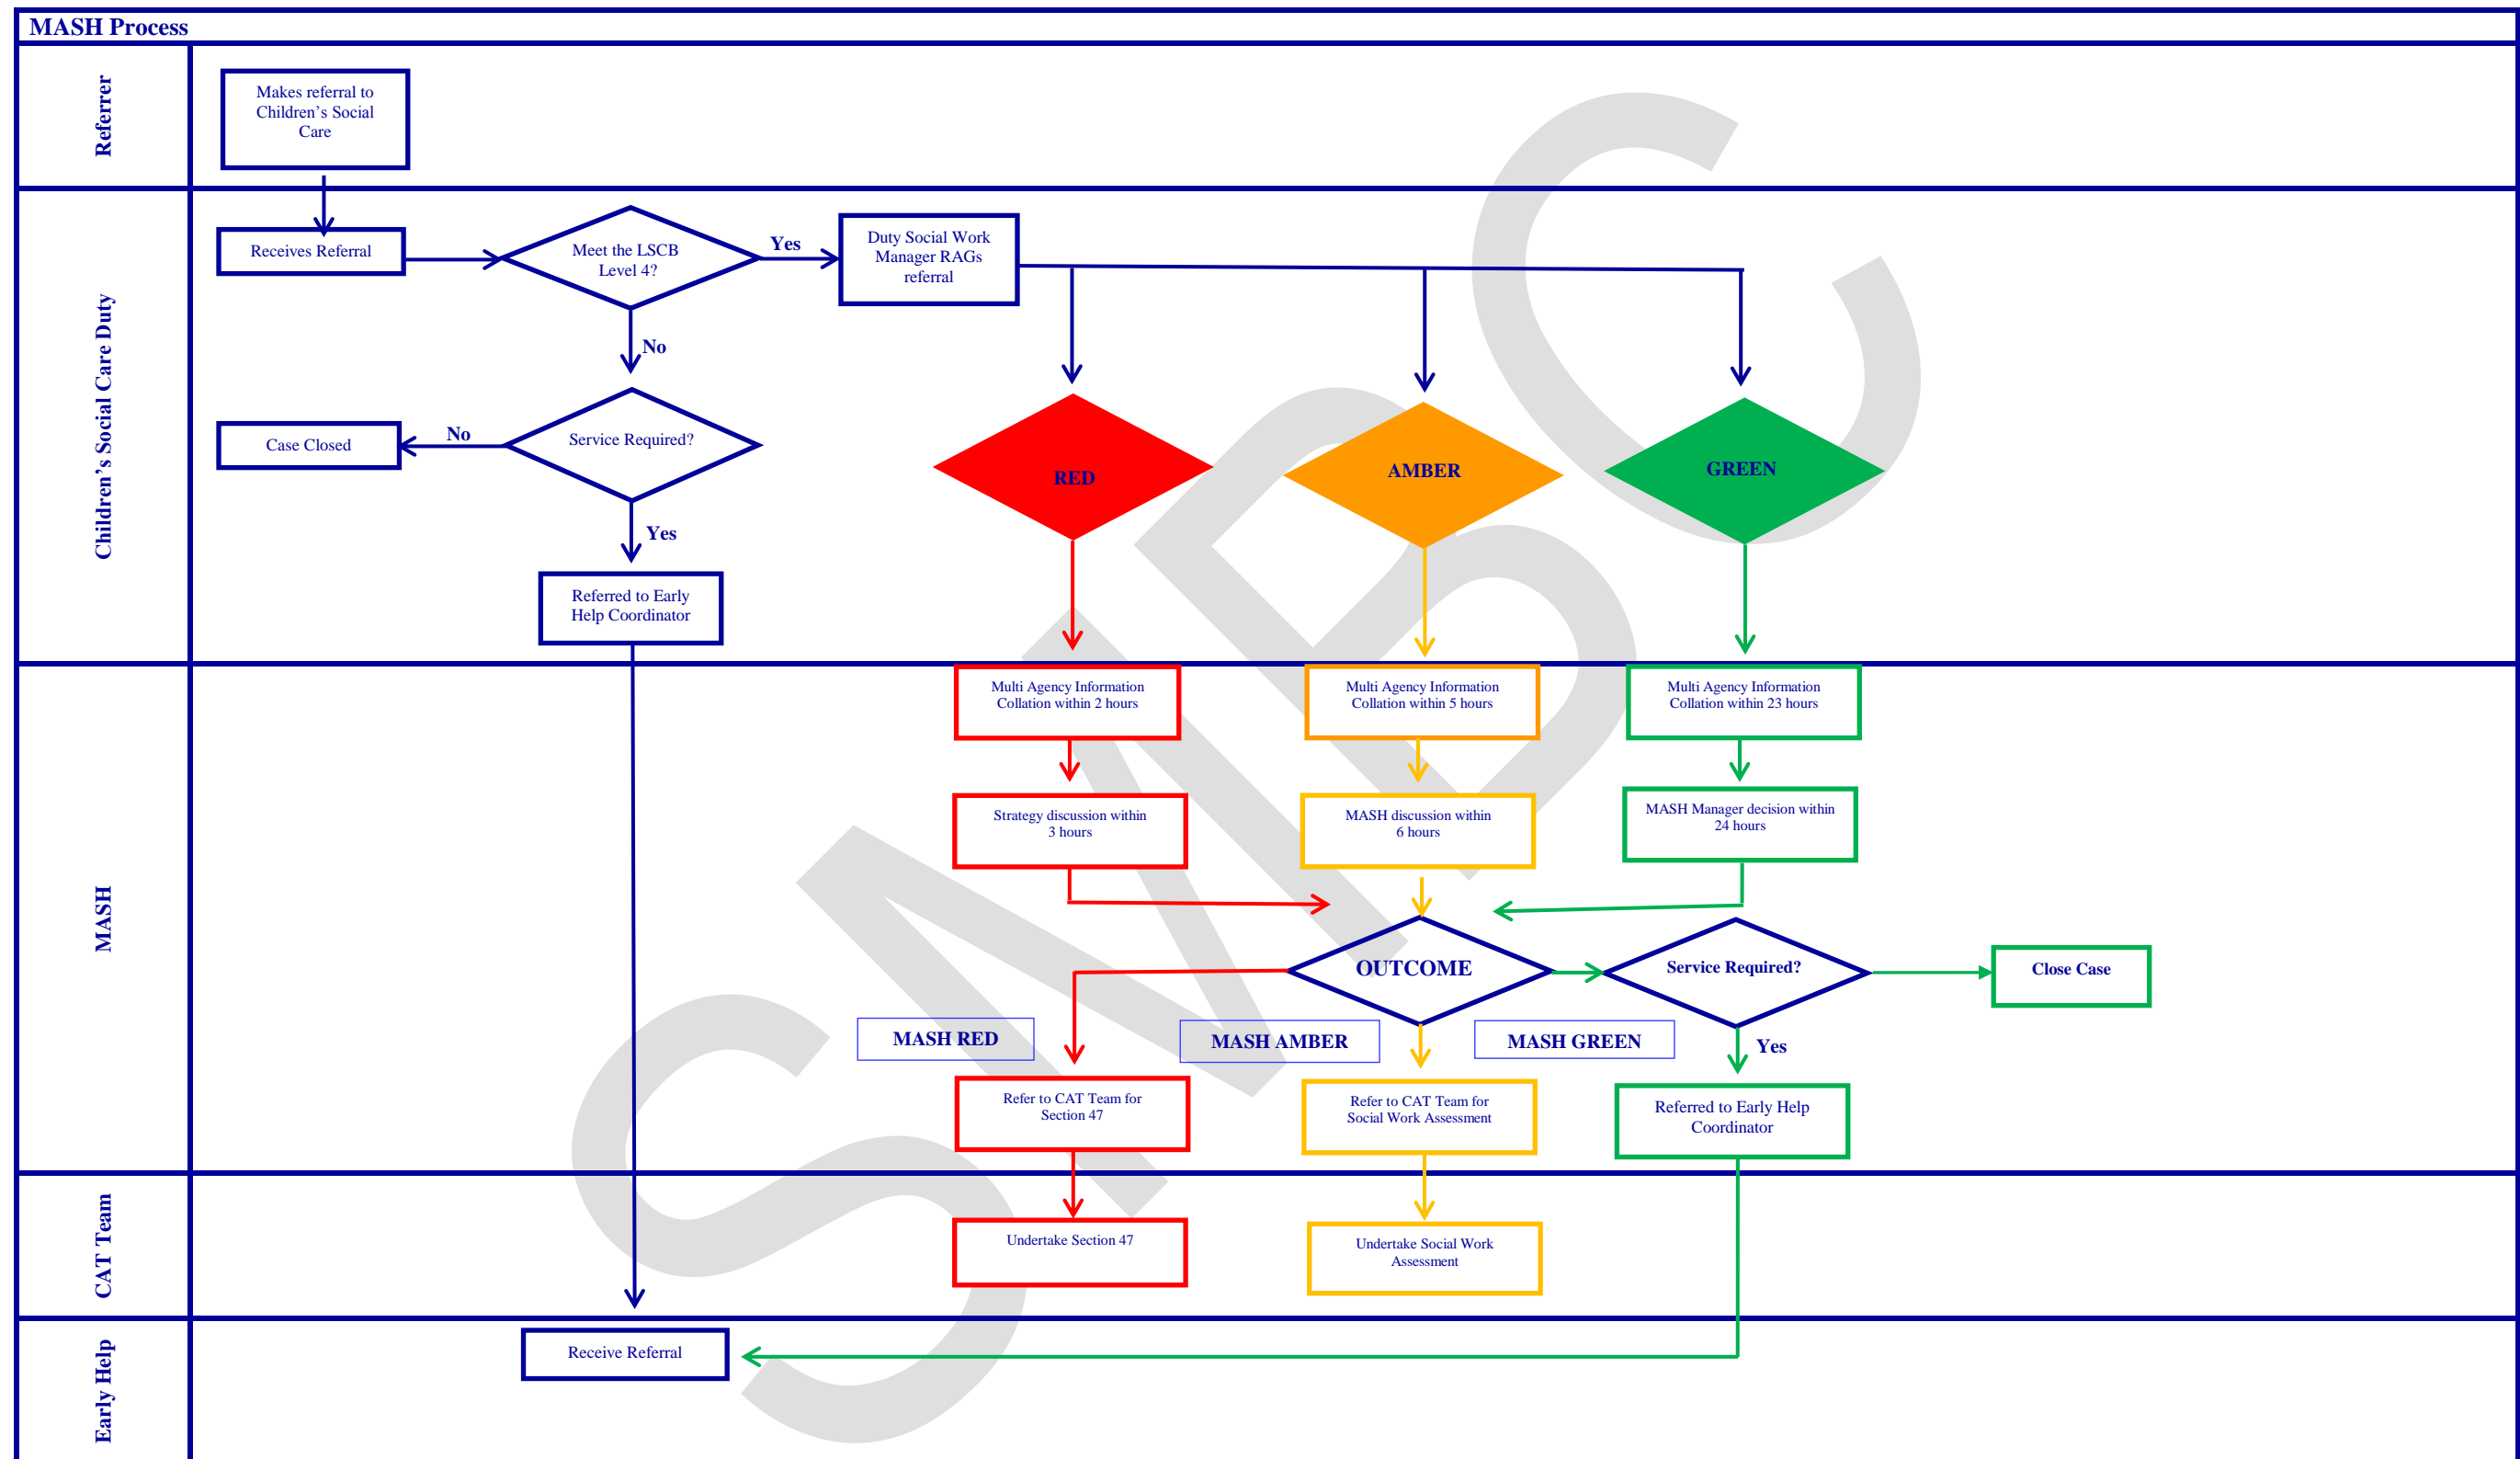 MASH Process
Referrer
Makes referral to
Children’s Social
Care
Children’s Social Care Duty
Receives Referral
Meet the LSCB
Level 4?
Yes
Duty Social Work
Manager RAGs
referral
No
Case Closed
No
Service Required?
RED
AMBER
GREEN
Yes
Referred to Early
Help Coordinator
MASH
Multi Agency Information
Collation within 2 hours
Multi Agency Information
Collation within 5 hours
Multi Agency Information
Collation within 23 hours
Strategy discussion within
3 hours
MASH discussion within
6 hours
MASH Manager decision within
24 hours
OUTCOME
Service Required?
Close Case
MASH RED
MASH AMBER
MASH GREEN
Yes
Refer to CAT Team for
Section 47
Refer to CAT Team for
Social Work Assessment
Referred to Early Help
Coordinator
CAT Team
Undertake Section 47
Undertake Social Work
Assessment
Early Help
Receive Referral
SMBC